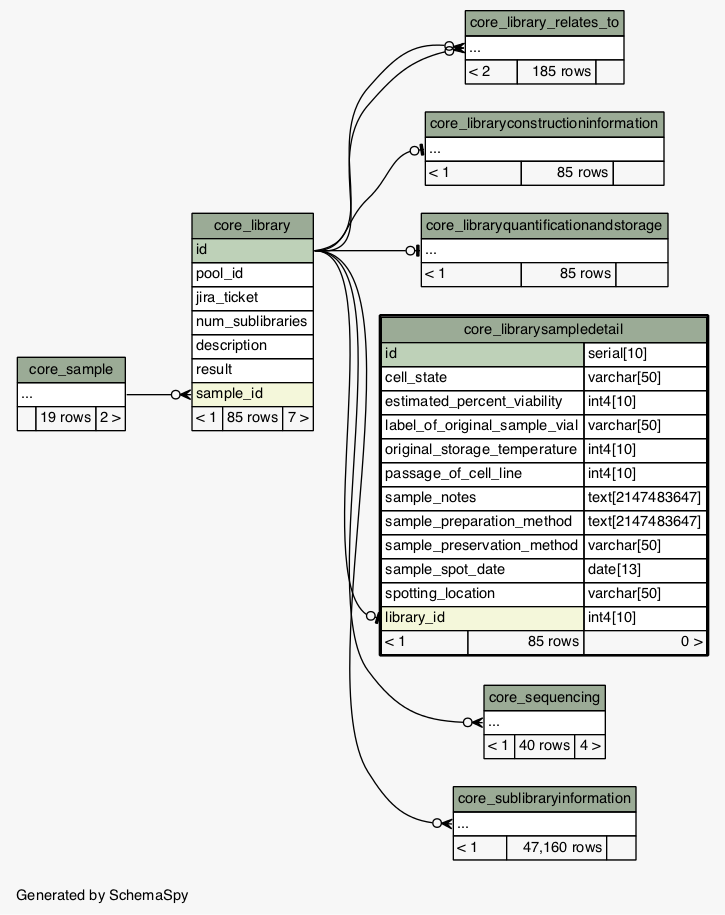 core_library_relates_to
...
< 2 185 rows
core_libraryconstructioninformation
...
< 1 85 rows
core_library
id
pool_id
jira_ticket
num_sublibraries
description
result
sample_id
< 1 85 rows 7 >
core_libraryquantificationandstorage
...
< 1 85 rows
core_sample
...
19 rows 2 >
core_librarysampledetail
id serial[10]
cell_state varchar[50]
estimated_percent_viability int4[10]
label_of_original_sample_vial varchar[50]
original_storage_temperature int4[10]
passage_of_cell_line int4[10]
sample_notes text[2147483647]
sample_preparation_method text[2147483647]
sample_preservation_method varchar[50]
sample_spot_date date[13]
spotting_location varchar[50]
library_id int4[10]
< 1 85 rows 0 >
core_sequencing
...
< 1 40 rows 4 >
core_sublibraryinformation
...
< 1 47,160 rows
Generated by SchemaSpy